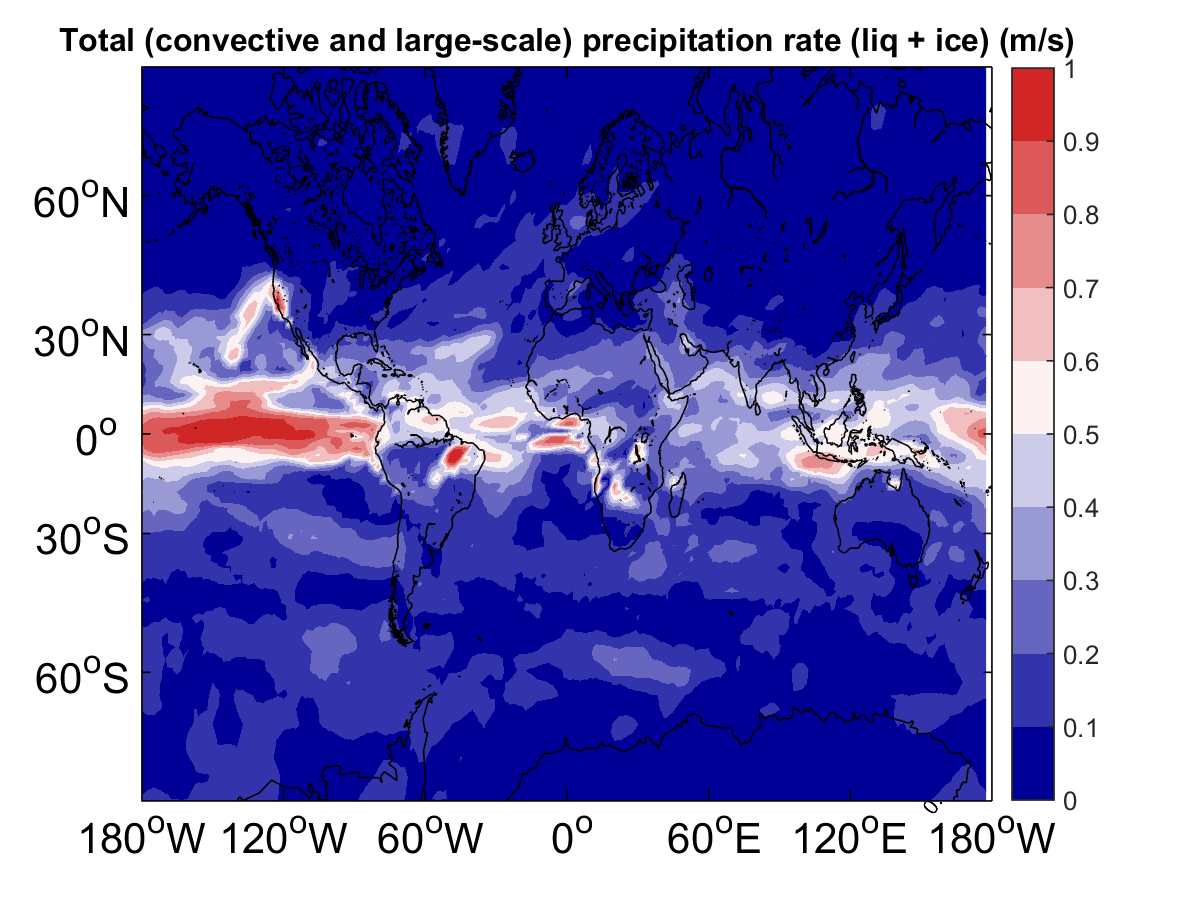 Total (convective and large-scale) precipitation rate (liq + ice) (m/s)
1
0.9
0.8
0.7
0.6
0.5
0.4
0.3
0.2
0.1
0
60°N
30°N
0°
30°S
60°S
180°W 120°W 60°W 0° 60°E 120°E 180°W